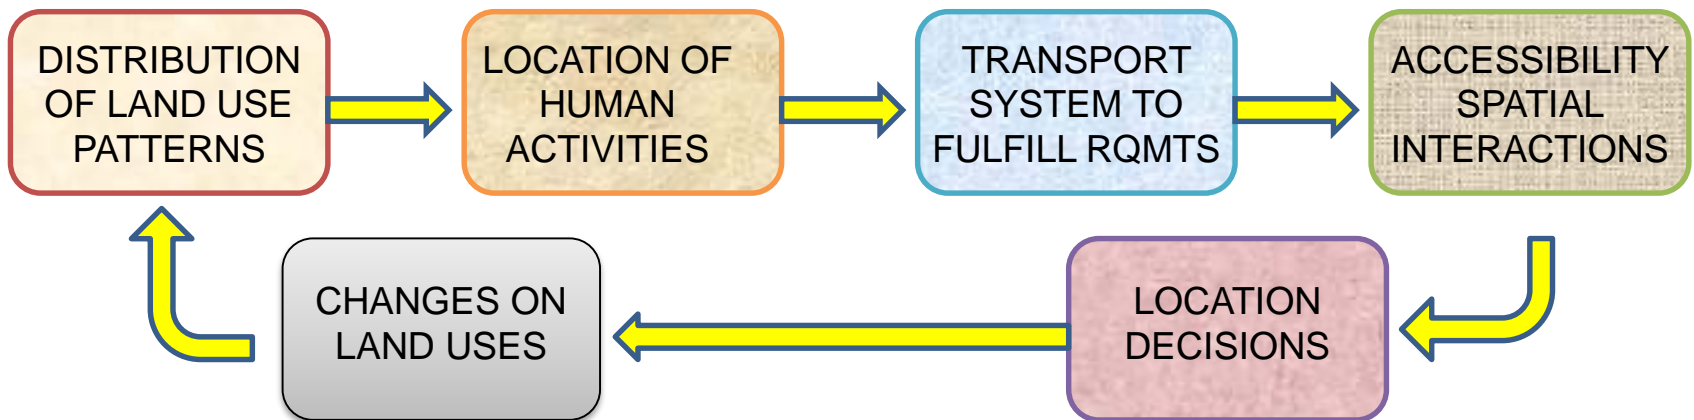 DISTRIBUTION
OF LAND USE
PATTERNS
LOCATION OF
HUMAN
ACTIVITIES
TRANSPORT
SYSTEM TO
FULFILL RQMTS
ACCESSIBILITY
SPATIAL
INTERACTIONS
LOCATION
DECISIONS
CHANGES ON
LAND USES